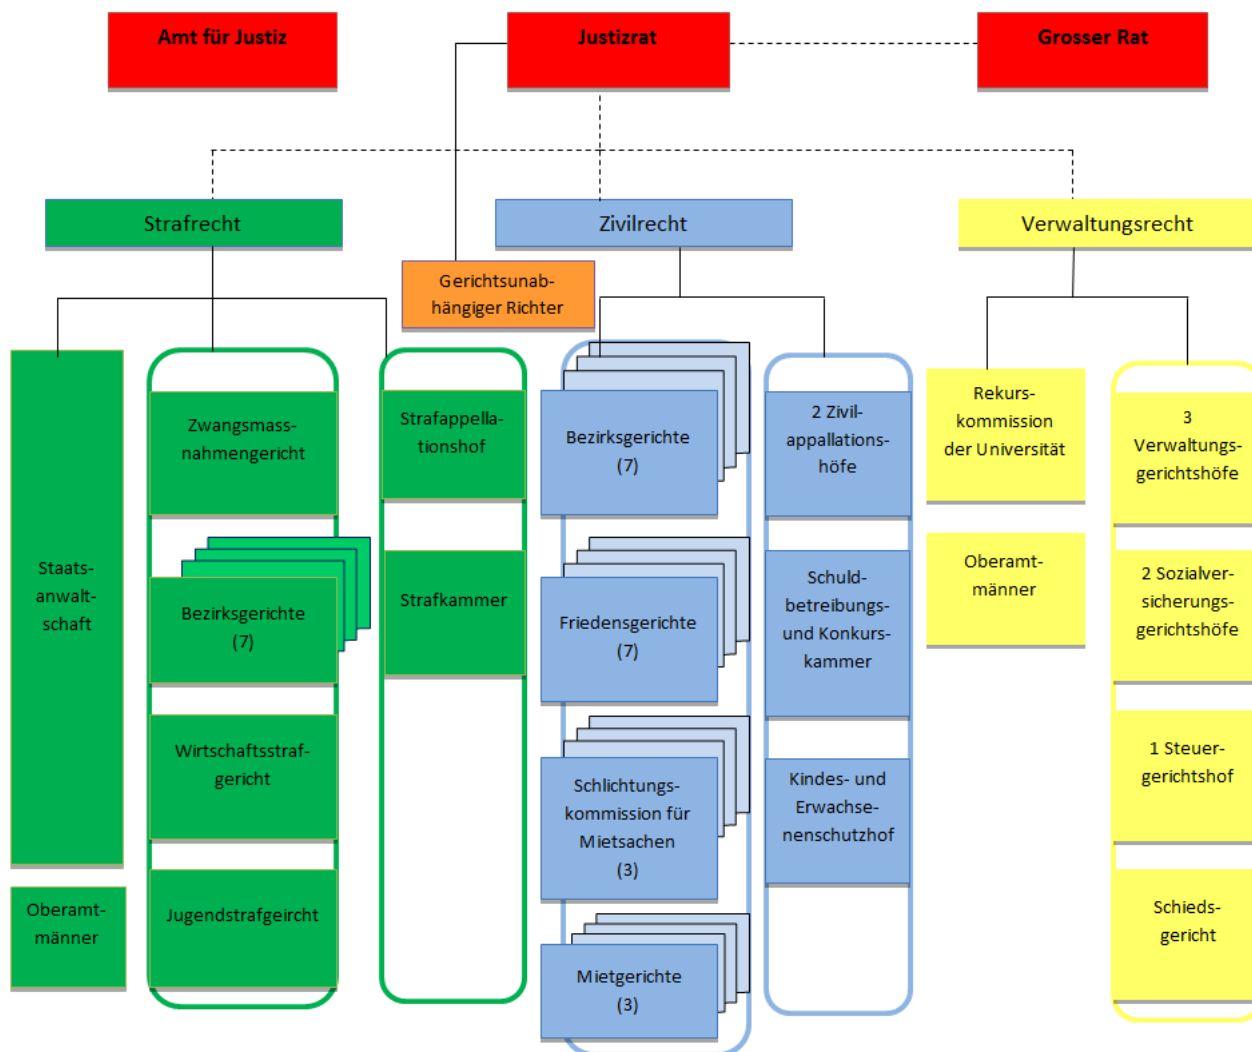 Amt für Justiz
Justizrat
Grosser Rat
Strafrecht
Zivilrecht
Verwaltungsrecht
Gerichtsunab-
hängiger Richter
Staats-
anwalt-
schaft
Oberamt-
männer
Zwangsmass-
nahmengericht
Bezirksgerichte
(7)
Wirtschaftsstraf-
gericht
Jugendstrafgeircht
Strafappella-
tionshof
Strafkammer
Bezirksgerichte
(7)
Friedensgerichte
(7)
Schlichtungs-
kommission für
Mietsachen
(3)
Mietgerichte
(3)
2 Zivil-
appallations-
höfe
Schuld-
betreibungs-
und Konkurs-
kammer
Kindes- und
Erwachse-
nenschutzhof
Rekurs-
kommission
der Universität
Oberamt-
männer
3
Verwaltungs-
gerichtshöfe
2 Sozialver-
sicherungs-
gerichtshöfe
1 Steuer-
gerichtshof
Schieds-
gericht